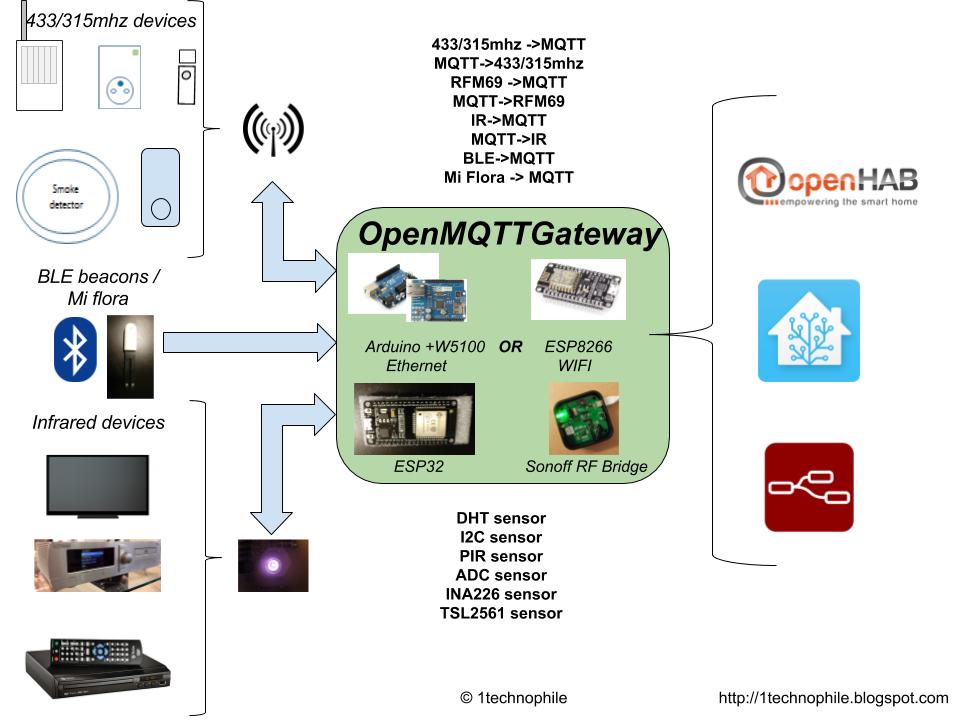 433/315mhz devices
Smoke
detector
BLE beacons /
Mi flora
Infrared devices
433/315mhz ->MQTT
MQTT->433/315mhz
RFM69 ->MQTT
MQTT->RFM69
IR->MQTT
MQTT->IR
BLE->MQTT
Mi Flora -> MQTT
OpenMQTTGateway
Arduino +W5100 OR ESP8266
Ethernet WIFI
ESP32 Sonoff RF Bridge
DHT sensor
I2C sensor
PIR sensor
ADC sensor
INA226 sensor
TSL2561 sensor
openHAB
empowering the smart home
© 1technophile http://1technophile.blogspot.com